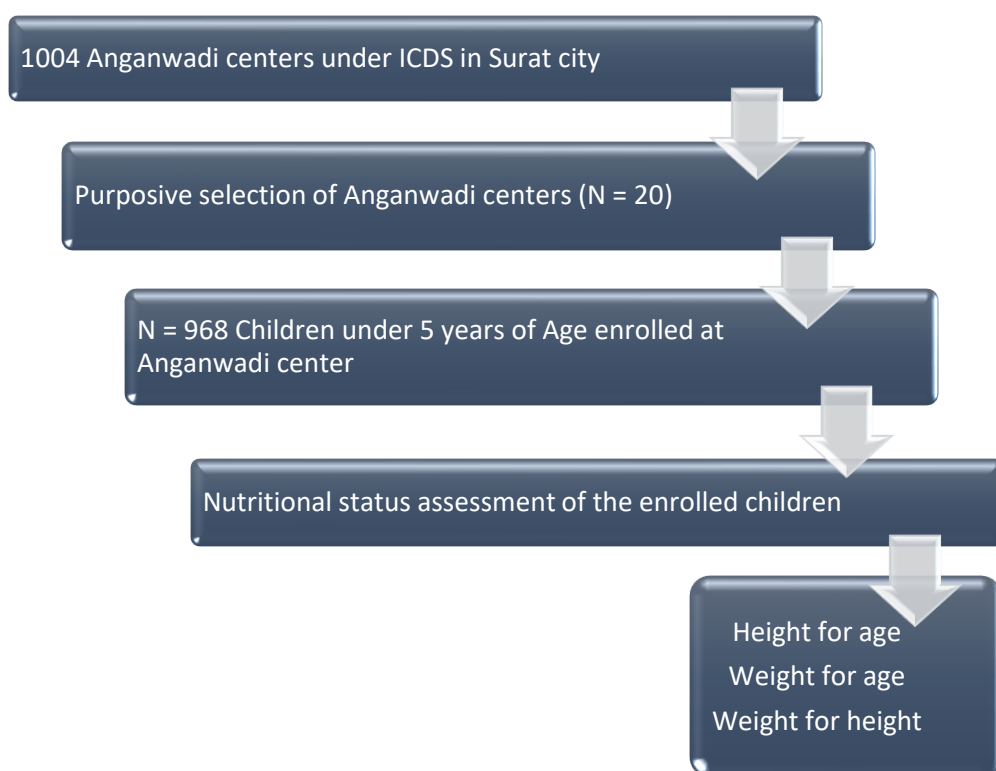 1004 Anganwadi centers under ICDS in Surat city
Purposive selection of Anganwadi centers (N = 20)
N = 968 Children under 5 years of Age enrolled at
Anganwadi center
Nutritional status assessment of the enrolled children
Height for age
Weight for age
Weight for height